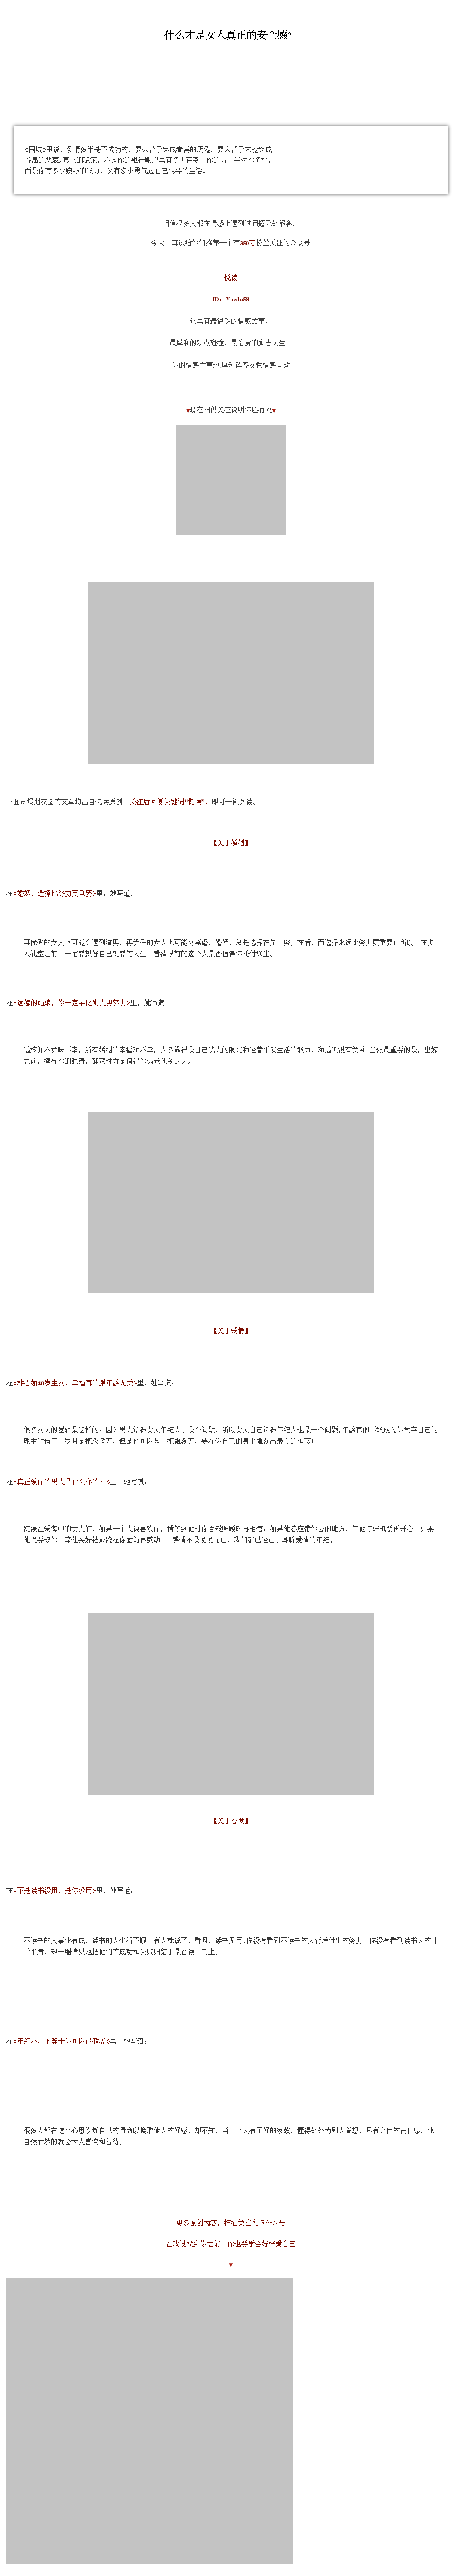 什么才是女人真正的安全感?
《围城》里说，爱情多半是不成功的，要么苦于终成眷属的厌倦，要么苦于未能终成
眷属的悲哀。真正的稳定，不是你的银行账户里有多少存款，你的另一半对你多好，
而是你有多少赚钱的能力，又有多少勇气过自己想要的生活。
相信很多人都在情感上遇到过问题无处解答，
今天，真诚给你们推荐一个有350万粉丝关注的公众号
悦读
ID： Yuedu58
这里有最温暖的情感故事，
最犀利的观点碰撞，最治愈的励志人生，
你的情感发声地,犀利解答女性情感问题
▼现在扫码关注说明你还有救▼
下面刷爆朋友圈的文章均出自悦读原创，关注后回复关键词“悦读”，即可一键阅读。
【关于婚姻】
在《婚姻：选择比努力更重要》里，她写道：
再优秀的女人也可能会遇到渣男，再优秀的女人也可能会离婚，婚姻，总是选择在先，努力在后，而选择永远比努力更重要！所以，在步
入礼堂之前，一定要想好自己想要的人生，看清眼前的这个人是否值得你托付终生。
在《远嫁的姑娘，你一定要比别人更努力》里，她写道：
远嫁并不意味不幸，所有婚姻的幸福和不幸，大多靠得是自己选人的眼光和经营平淡生活的能力，和远近没有关系。当然最重要的是，出嫁
之前，擦亮你的眼睛，确定对方是值得你远走他乡的人。
【关于爱情】
在《林心如40岁生女，幸福真的跟年龄无关》里，她写道：
很多女人的逻辑是这样的：因为男人觉得女人年纪大了是个问题，所以女人自己觉得年纪大也是一个问题。年龄真的不能成为你放弃自己的
理由和借口，岁月是把杀猪刀，但是也可以是一把雕刻刀，要在你自己的身上雕刻出最美的神态！
在《真正爱你的男人是什么样的？》里，她写道：
沉浸在爱海中的女人们，如果一个人说喜欢你，请等到他对你百般照顾时再相信；如果他答应带你去的地方，等他订好机票再开心；如果
他说要娶你，等他买好钻戒跪在你面前再感动……感情不是说说而已，我们都已经过了耳听爱情的年纪。
【关于态度】
在《不是读书没用，是你没用》里，她写道：
不读书的人事业有成，读书的人生活不顺，有人就说了，看呀，读书无用。你没有看到不读书的人背后付出的努力，你没有看到读书人的甘
于平庸，却一厢情愿地把他们的成功和失败归结于是否读了书上。
在《年纪小，不等于你可以没教养》里，她写道：
很多人都在挖空心思修炼自己的情商以换取他人的好感，却不知，当一个人有了好的家教，懂得处处为别人着想，具有高度的责任感，他
自然而然的就会为人喜欢和善待。
更多原创内容，扫描关注悦读公众号
在我没找到你之前，你也要学会好好爱自己
▼